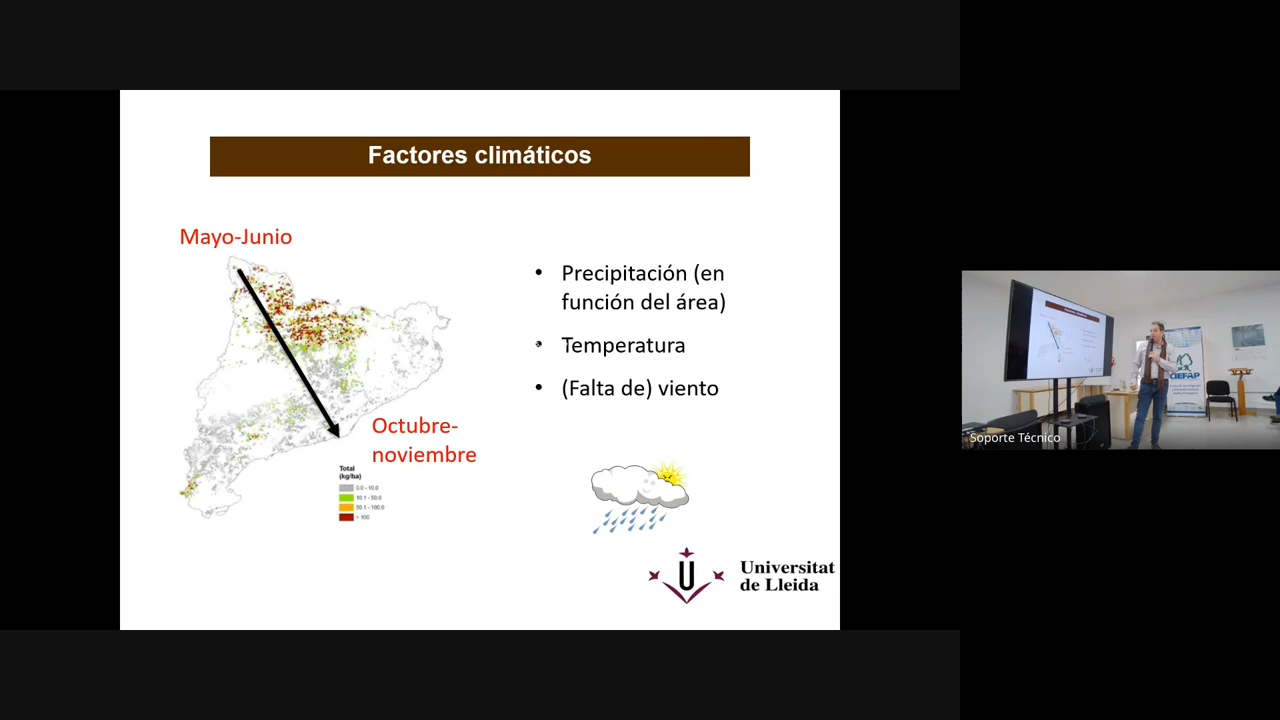 Factores climáticos
Mayo-Junio
• Precipitación (en
función del área)
• Temperatura
• (Falta de) viento
Octubre-
noviembre
Total
(kg/ha)
0.0 - 10.0
10.1 - 50.0
50.1 - 100.0
> 100
Universitat
de Lleida
CIEFAP
Soporte Técnico